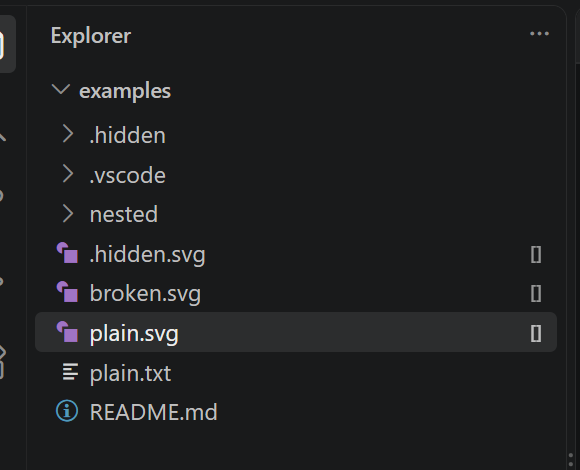 Explorer ...
examples
.hidden
.vscode
nested
.hidden.svg []
broken.svg []
plain.svg []
plain.txt
README.md